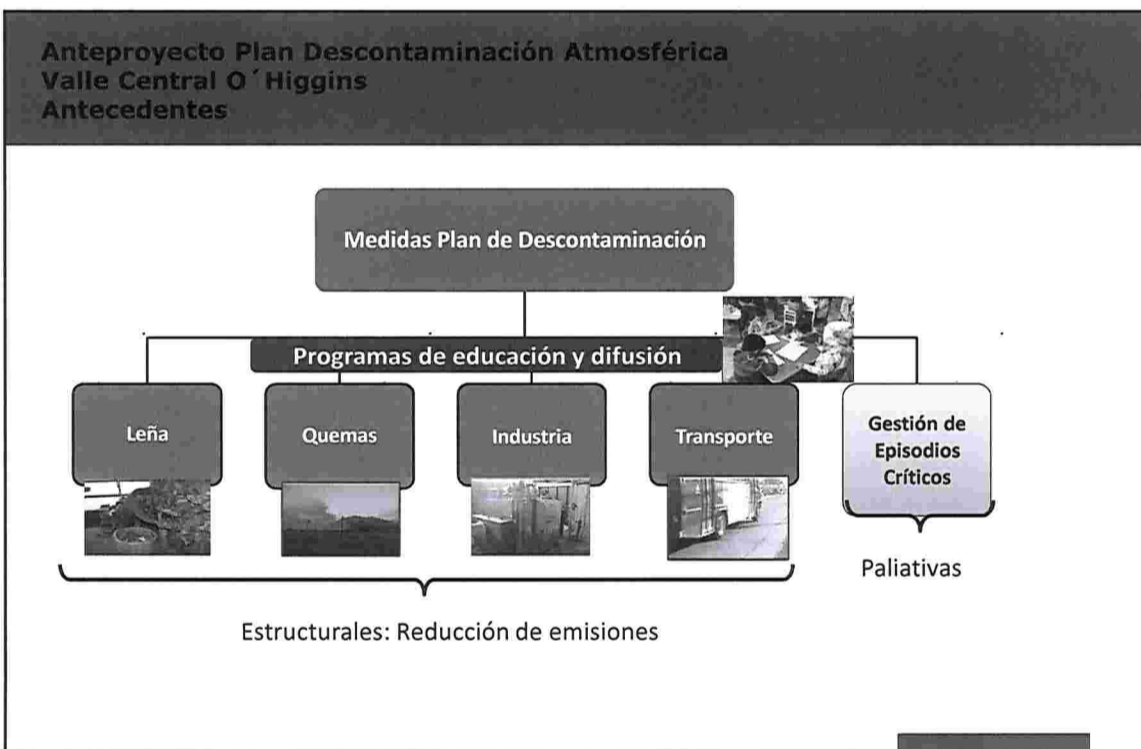 Anteproyecto Plan Descontaminación Atmosférica
Valle Central O´Higgins
Antecedentes
Medidas Plan de Descontaminación
Programas de educación y difusión
Leña
Quemas
Industria
Transporte
Gestión de
Episodios
Críticos
Paliativas
Estructurales: Reducción de emisiones